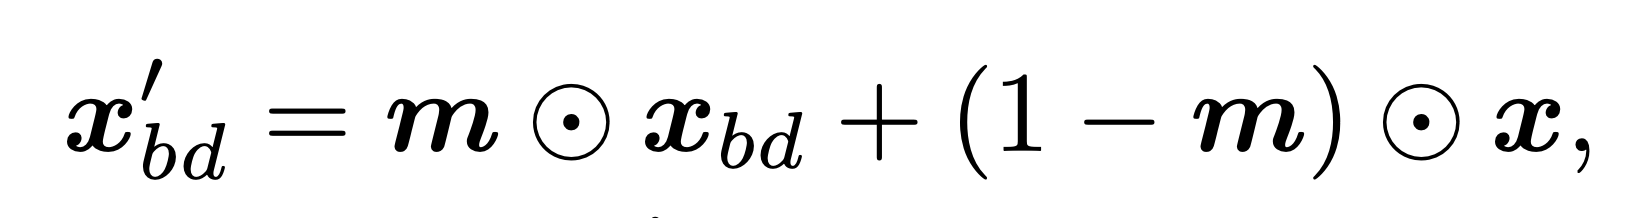 𝒙′_{bd} = 𝒎 ⊙ 𝒙_{bd} + (1 − 𝒎) ⊙ 𝒙,